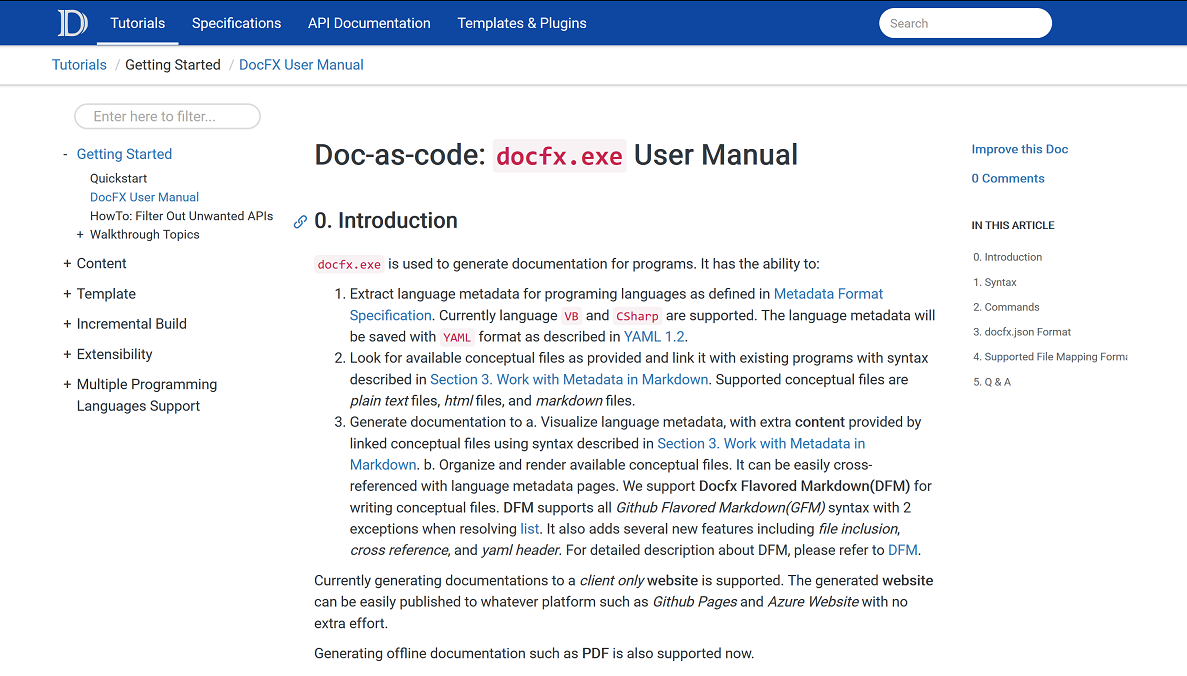 Tutorials Specifications API Documentation Templates & Plugins Search
Tutorials / Getting Started / DocFX User Manual
Enter here to filter...
- Getting Started
Quickstart
DocFX User Manual
HowTo: Filter Out Unwanted APIs
+ Walkthrough Topics
+ Content
+ Template
+ Incremental Build
+ Extensibility
+ Multiple Programming
Languages Support
Doc-as-code: docfx.exe User Manual
0. Introduction
docfx.exe is used to generate documentation for programs. It has the ability to:
1. Extract language metadata for programing languages as defined in Metadata Format
Specification. Currently language VB and CSharp are supported. The language metadata will
be saved with YAML format as described in YAML 1.2.
2. Look for available conceptual files as provided and link it with existing programs with syntax
described in Section 3. Work with Metadata in Markdown. Supported conceptual files are
plain text files, html files, and markdown files.
3. Generate documentation to a. Visualize language metadata, with extra content provided by
linked conceptual files using syntax described in Section 3. Work with Metadata in
Markdown. b. Organize and render available conceptual files. It can be easily cross-
referenced with language metadata pages. We support Docfx Flavored Markdown(DFM) for
writing conceptual files. DFM supports all Github Flavored Markdown(GFM) syntax with 2
exceptions when resolving list. It also adds several new features including file inclusion,
cross reference, and yaml header. For detailed description about DFM, please refer to DFM.
Currently generating documentations to a client only website is supported. The generated website
can be easily published to whatever platform such as Github Pages and Azure Website with no
extra effort.
Generating offline documentation such as PDF is also supported now.
Improve this Doc
0 Comments
IN THIS ARTICLE
0. Introduction
1. Syntax
2. Commands
3. docfx.json Format
4. Supported File Mapping Forma
5. Q & A